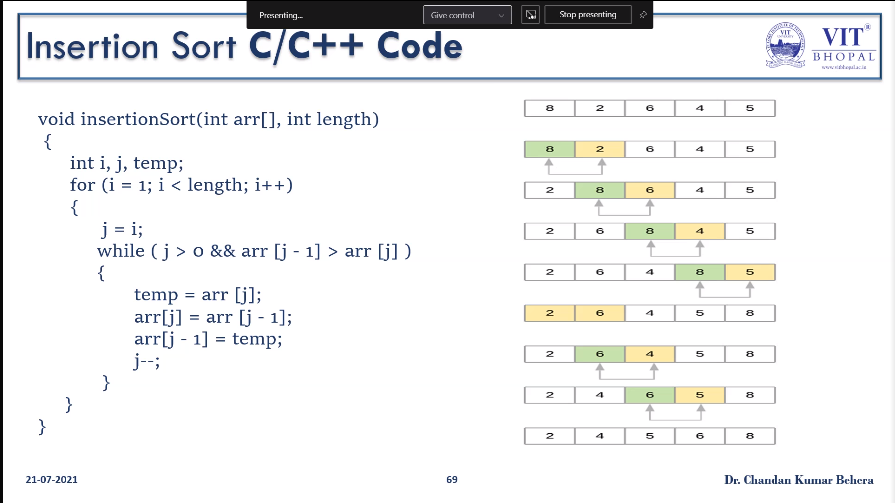 Presenting...
Give control
Stop presenting
Insertion Sort C/C++ Code
VIT
BHOPAL
www.vitbhopal.ac.in
void insertionSort(int arr[], int length)
{
int i, j, temp;
for (i = 1; i < length; i++)
{
j = i;
while ( j > 0 && arr [j - 1] > arr [j] )
{
temp = arr [j];
arr[j] = arr [j - 1];
arr[j - 1] = temp;
j--;
}
}
}
8 2 6 4 5
8 2 6 4 5
2 8 6 4 5
2 6 8 4 5
2 6 4 8 5
2 6 4 5 8
2 6 4 5 8
2 4 6 5 8
2 4 5 6 8
21-07-2021
69
Dr. Chandan Kumar Behera